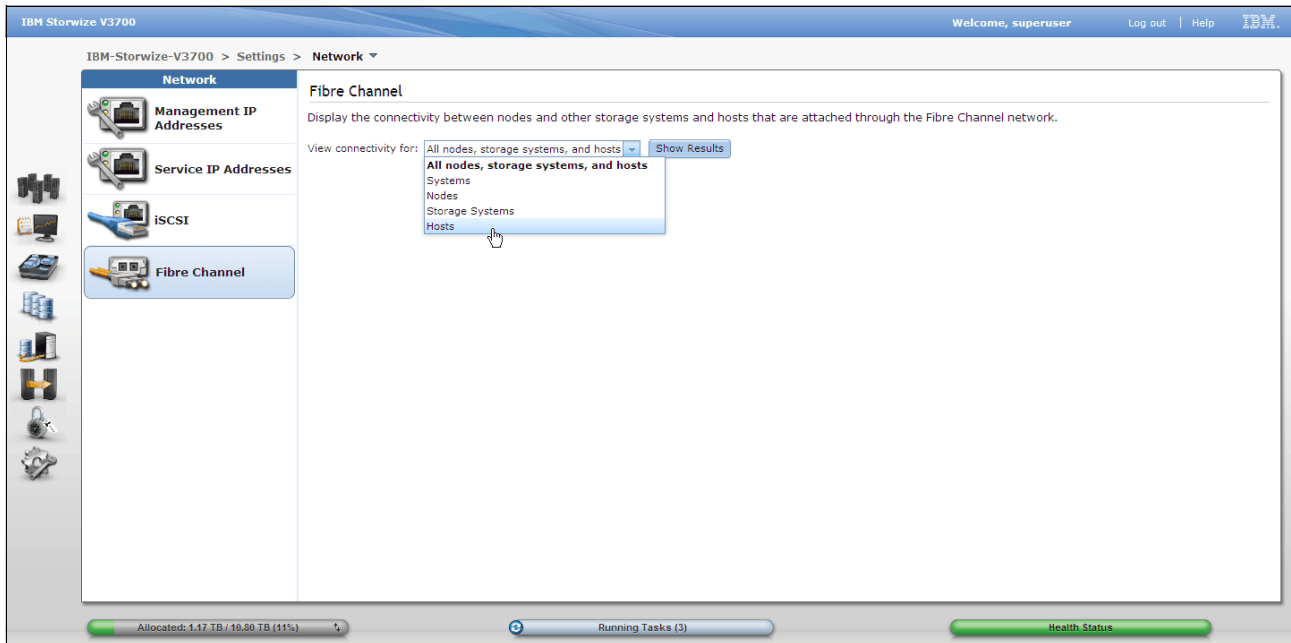 IBM Storwize V3700
Welcome, superuser
Log out | Help
IBM.
IBM-Storwize-V3700 > Settings > Network
Network
Management IP
Addresses
Service IP Addresses
iSCSI
Fibre Channel
Fibre Channel
Display the connectivity between nodes and other storage systems and hosts that are attached through the Fibre Channel network.
View connectivity for: All nodes, storage systems, and hosts Show Results
All nodes, storage systems, and hosts
Systems
Nodes
Storage Systems
Hosts
Allocated: 1.17 TB / 10.80 TB (11%)
Running Tasks (3)
Health Status